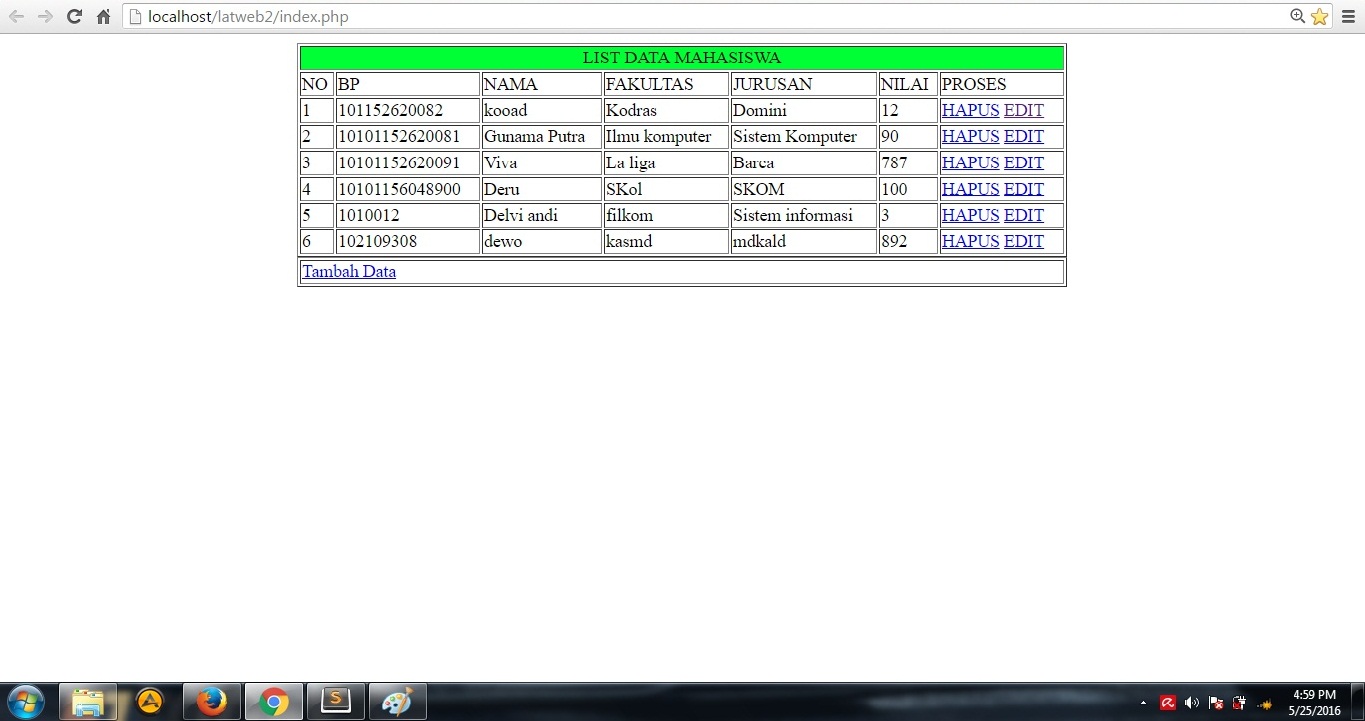 localhost/latweb2/index.php
LIST DATA MAHASISWA
NO BP NAMA FAKULTAS JURUSAN NILAI PROSES
1 101152620082 kooad Kodras Domini 12 HAPUS EDIT
2 10101152620081 Gunama Putra Ilmu komputer Sistem Komputer 90 HAPUS EDIT
3 10101152620091 Viva La liga Barca 787 HAPUS EDIT
4 10101156048900 Deru SKol SKOM 100 HAPUS EDIT
5 1010012 Delvi andi filkom Sistem informasi 3 HAPUS EDIT
6 102109308 dewo kasmd mdkald 892 HAPUS EDIT
Tambah Data
4:59 PM
5/25/2016